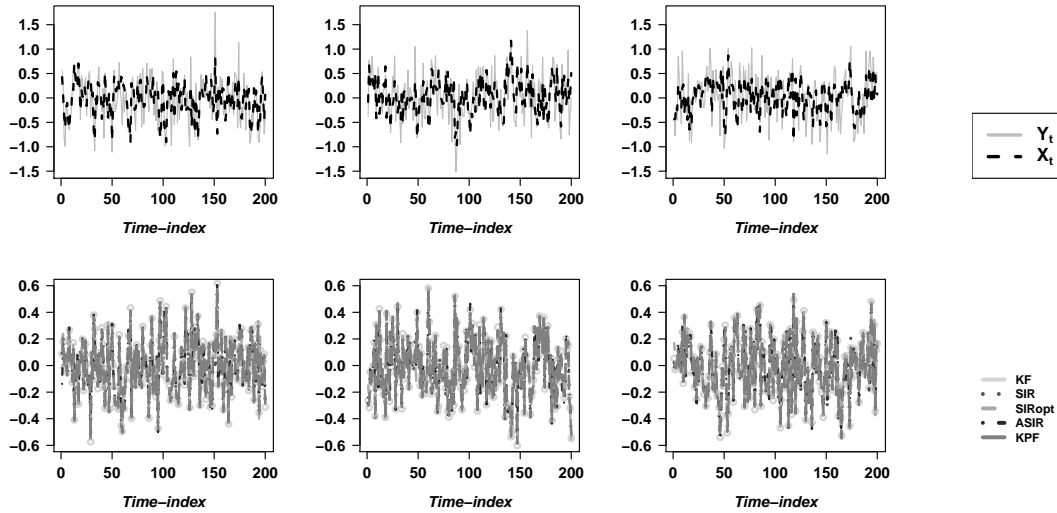 1.5 1.5 1.5
1.0 1.0 1.0
0.5 0.5 0.5
0.0 0.0 0.0
−0.5 −0.5 −0.5
−1.0 −1.0 −1.0
−1.5 −1.5 −1.5
0 50 100 150 200 0 50 100 150 200 0 50 100 150 200
Time−index Time−index Time−index
Yt
Xt
0.6 0.6 0.6
0.4 0.4 0.4
0.2 0.2 0.2
0.0 0.0 0.0
−0.2 −0.2 −0.2
−0.4 −0.4 −0.4
−0.6 −0.6 −0.6
0 50 100 150 200 0 50 100 150 200 0 50 100 150 200
Time−index Time−index Time−index
KF
SIR
SIRopt
ASIR
KPF